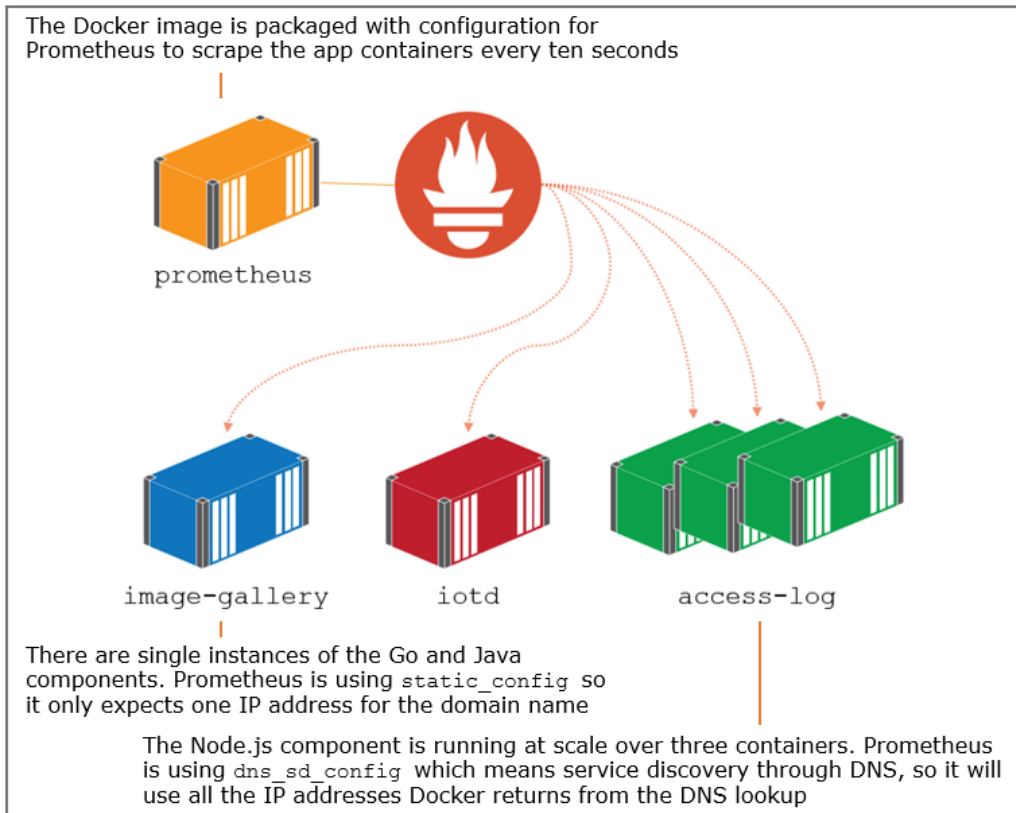 The Docker image is packaged with configuration for
Prometheus to scrape the app containers every ten seconds
prometheus
image-gallery
iotd
access-log
There are single instances of the Go and Java
components. Prometheus is using static_config so
it only expects one IP address for the domain name
The Node.js component is running at scale over three containers. Prometheus
is using dns_sd_config which means service discovery through DNS, so it will
use all the IP addresses Docker returns from the DNS lookup